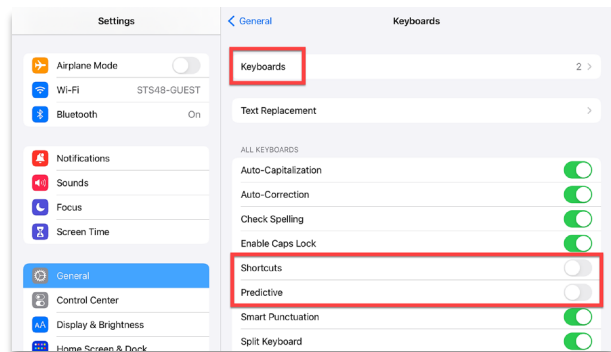 Settings
Airplane Mode
Wi-Fi STS48-GUEST
Bluetooth On
Notifications
Sounds
Focus
Screen Time
General
Control Center
AA Display & Brightness
Home Screen & Dock
General Keyboards
Keyboards 2
Text Replacement
ALL KEYBOARDS
Auto-Capitalization
Auto-Correction
Check Spelling
Enable Caps Lock
Shortcuts
Predictive
Smart Punctuation
Split Keyboard